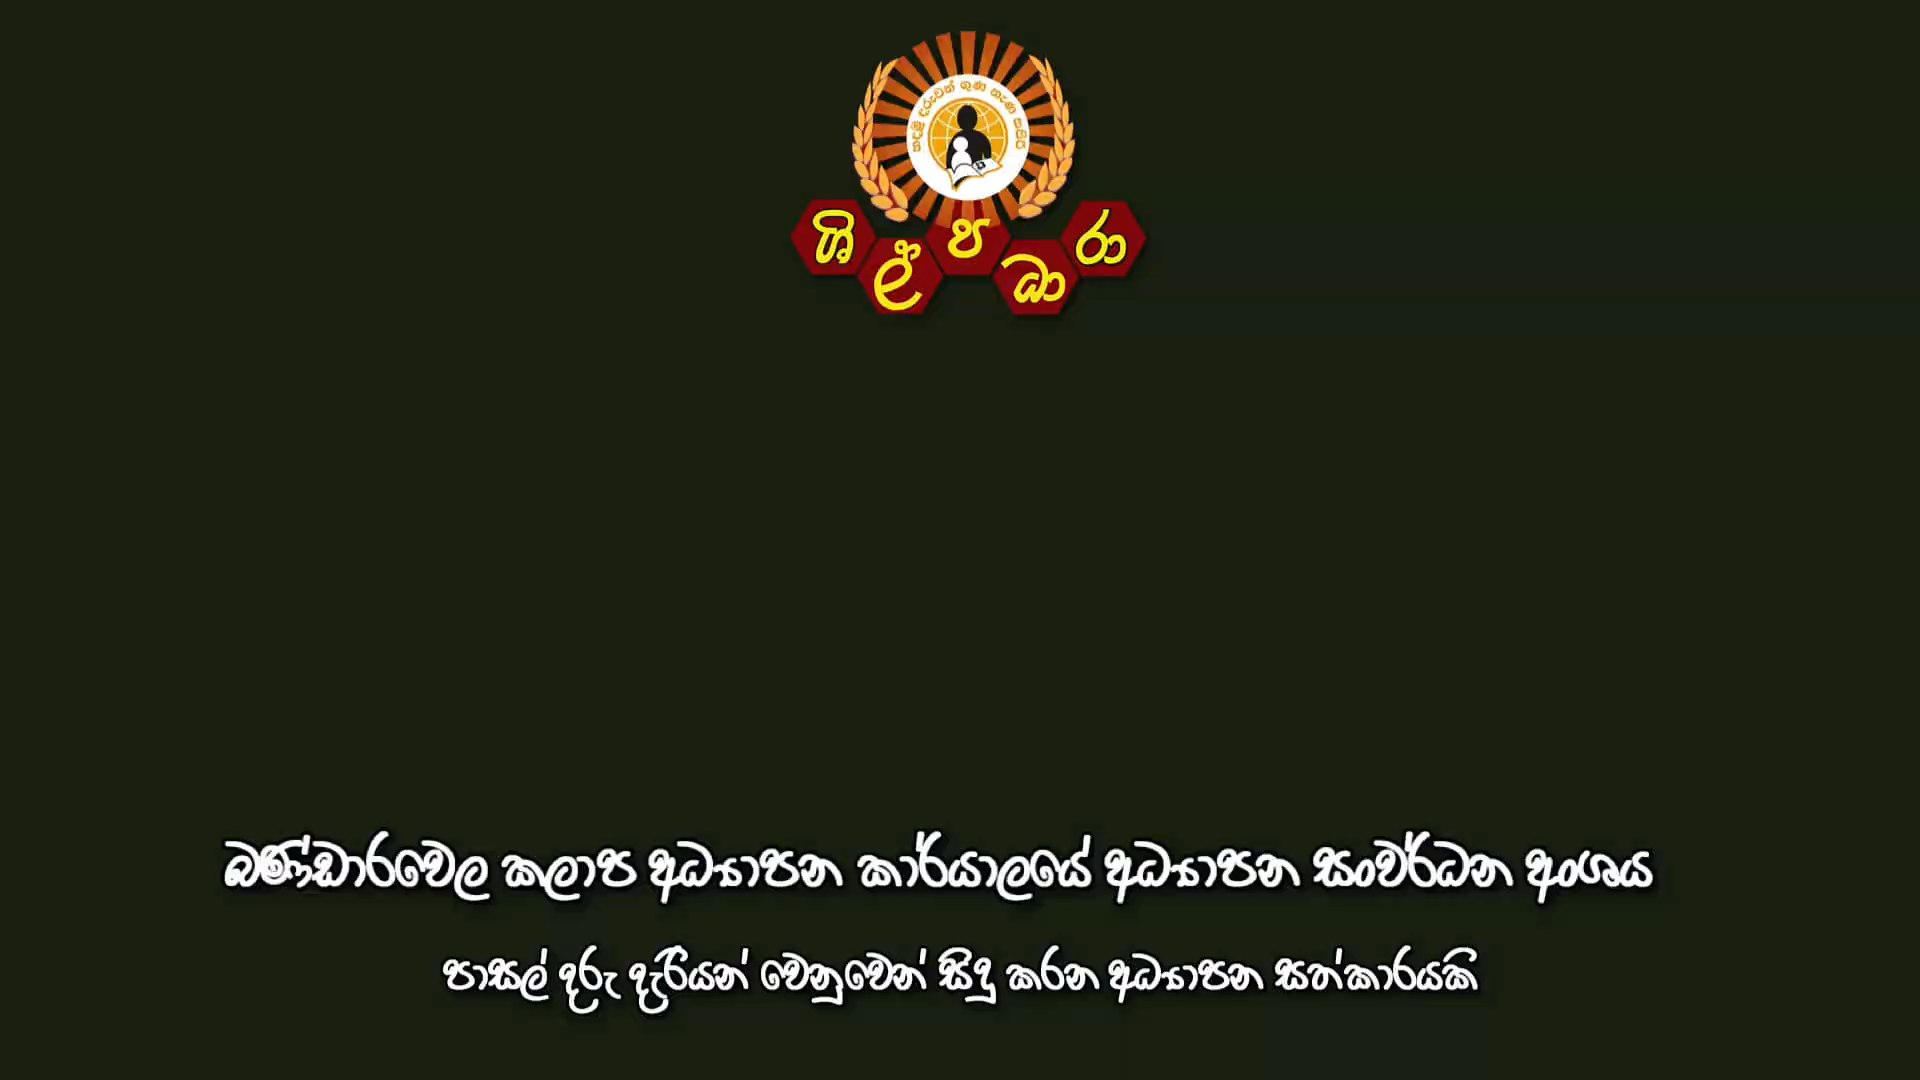 ශිල්පධාරා
බණ්ඩාරවෙල කලාප අධ්‍යාපන කාර්යාලයේ අධ්‍යාපන සංවර්ධන අංශය
පාසල් දරු දැරියන් වෙනුවෙන් සිදු කරන අධ්‍යාපන සත්කාරයකි